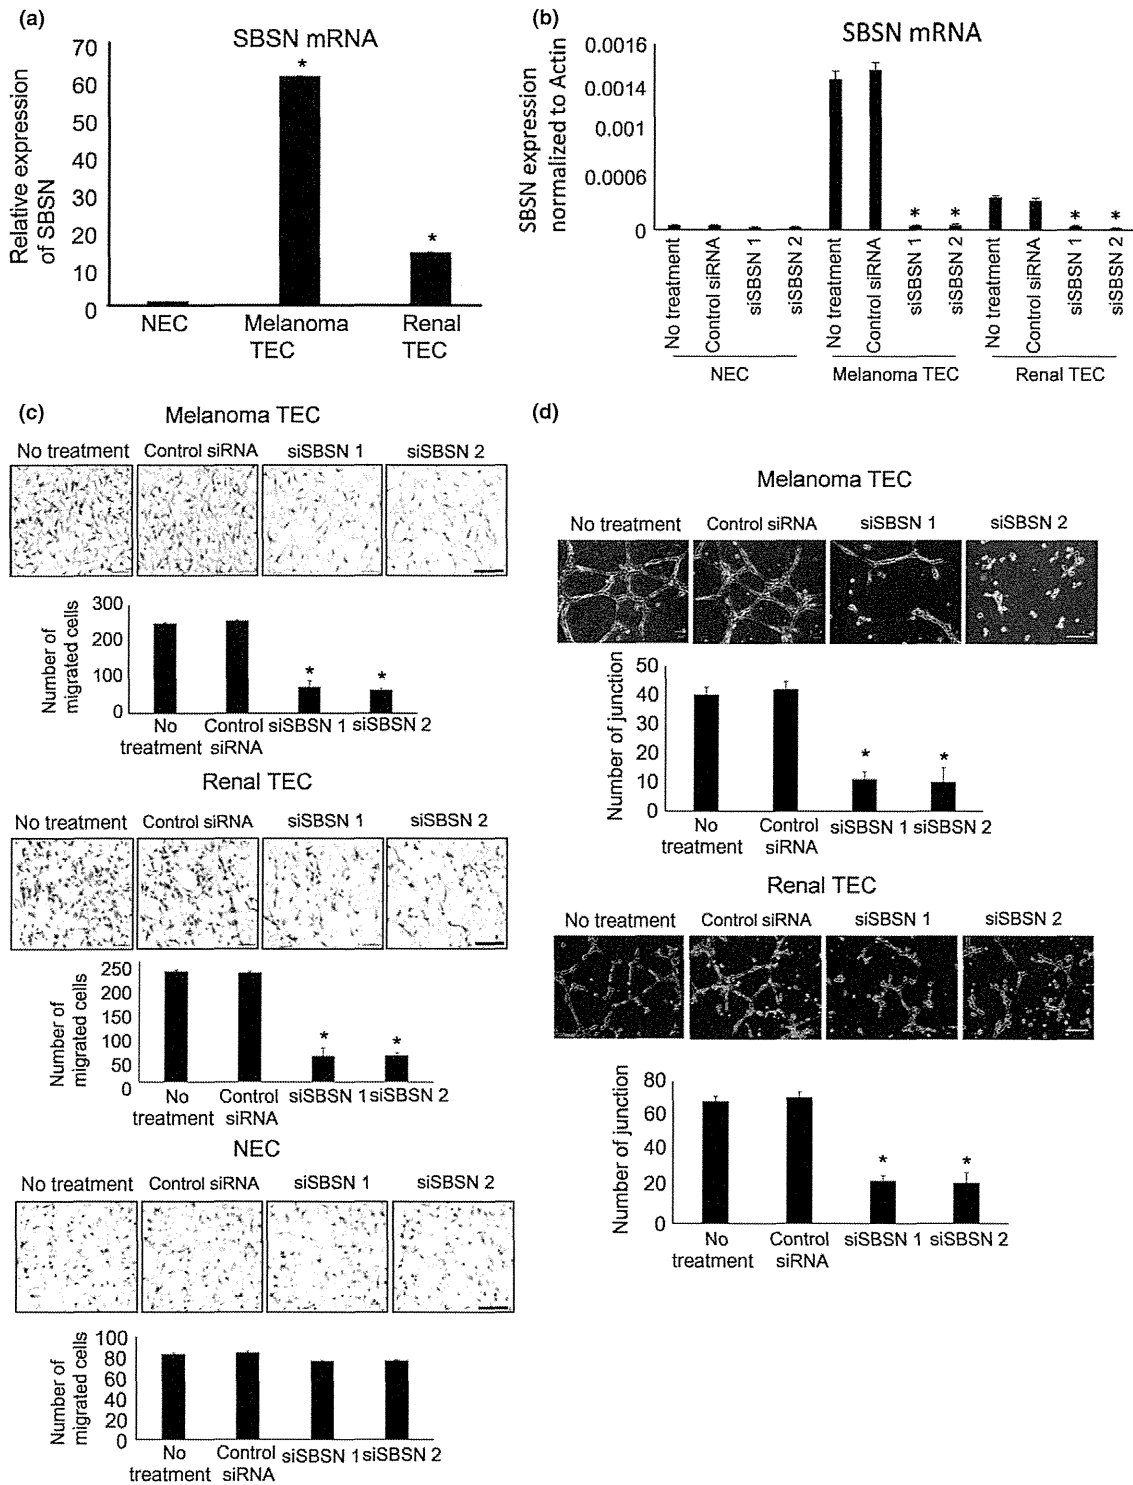 (a)
SBSN mRNA
Relative expression
of SBSN
70
60
50
40
30
20
10
0
*
*
NEC
Melanoma
TEC
Renal
TEC
(b)
SBSN mRNA
SBSN expression
normalized to Actin
0.0016
0.0014
0.001
0.0006
0
* * * *
No treatment
Control siRNA
siSBSN 1
siSBSN 2
No treatment
Control siRNA
siSBSN 1
siSBSN 2
No treatment
Control siRNA
siSBSN 1
siSBSN 2
NEC
Melanoma TEC
Renal TEC
(c)
Melanoma TEC
No treatment Control siRNA siSBSN 1 siSBSN 2
Number of
migrated cells
300
200
100
0
* *
No
treatment
Control
siRNA
siSBSN 1
siSBSN 2
Renal TEC
No treatment Control siRNA siSBSN 1 siSBSN 2
Number of
migrated cells
250
200
150
100
50
0
* *
No
treatment
Control
siRNA
siSBSN 1
siSBSN 2
NEC
No treatment Control siRNA siSBSN 1 siSBSN 2
Number of
migrated cells
100
80
60
40
20
0
No
treatment
Control
siRNA
siSBSN 1
siSBSN 2
(d)
Melanoma TEC
No treatment Control siRNA siSBSN 1 siSBSN 2
Number of junction
50
40
30
20
10
0
* *
No
treatment
Control
siRNA
siSBSN 1
siSBSN 2
Renal TEC
No treatment Control siRNA siSBSN 1 siSBSN 2
Number of junction
80
60
40
20
0
* *
No
treatment
Control
siRNA
siSBSN 1
siSBSN 2